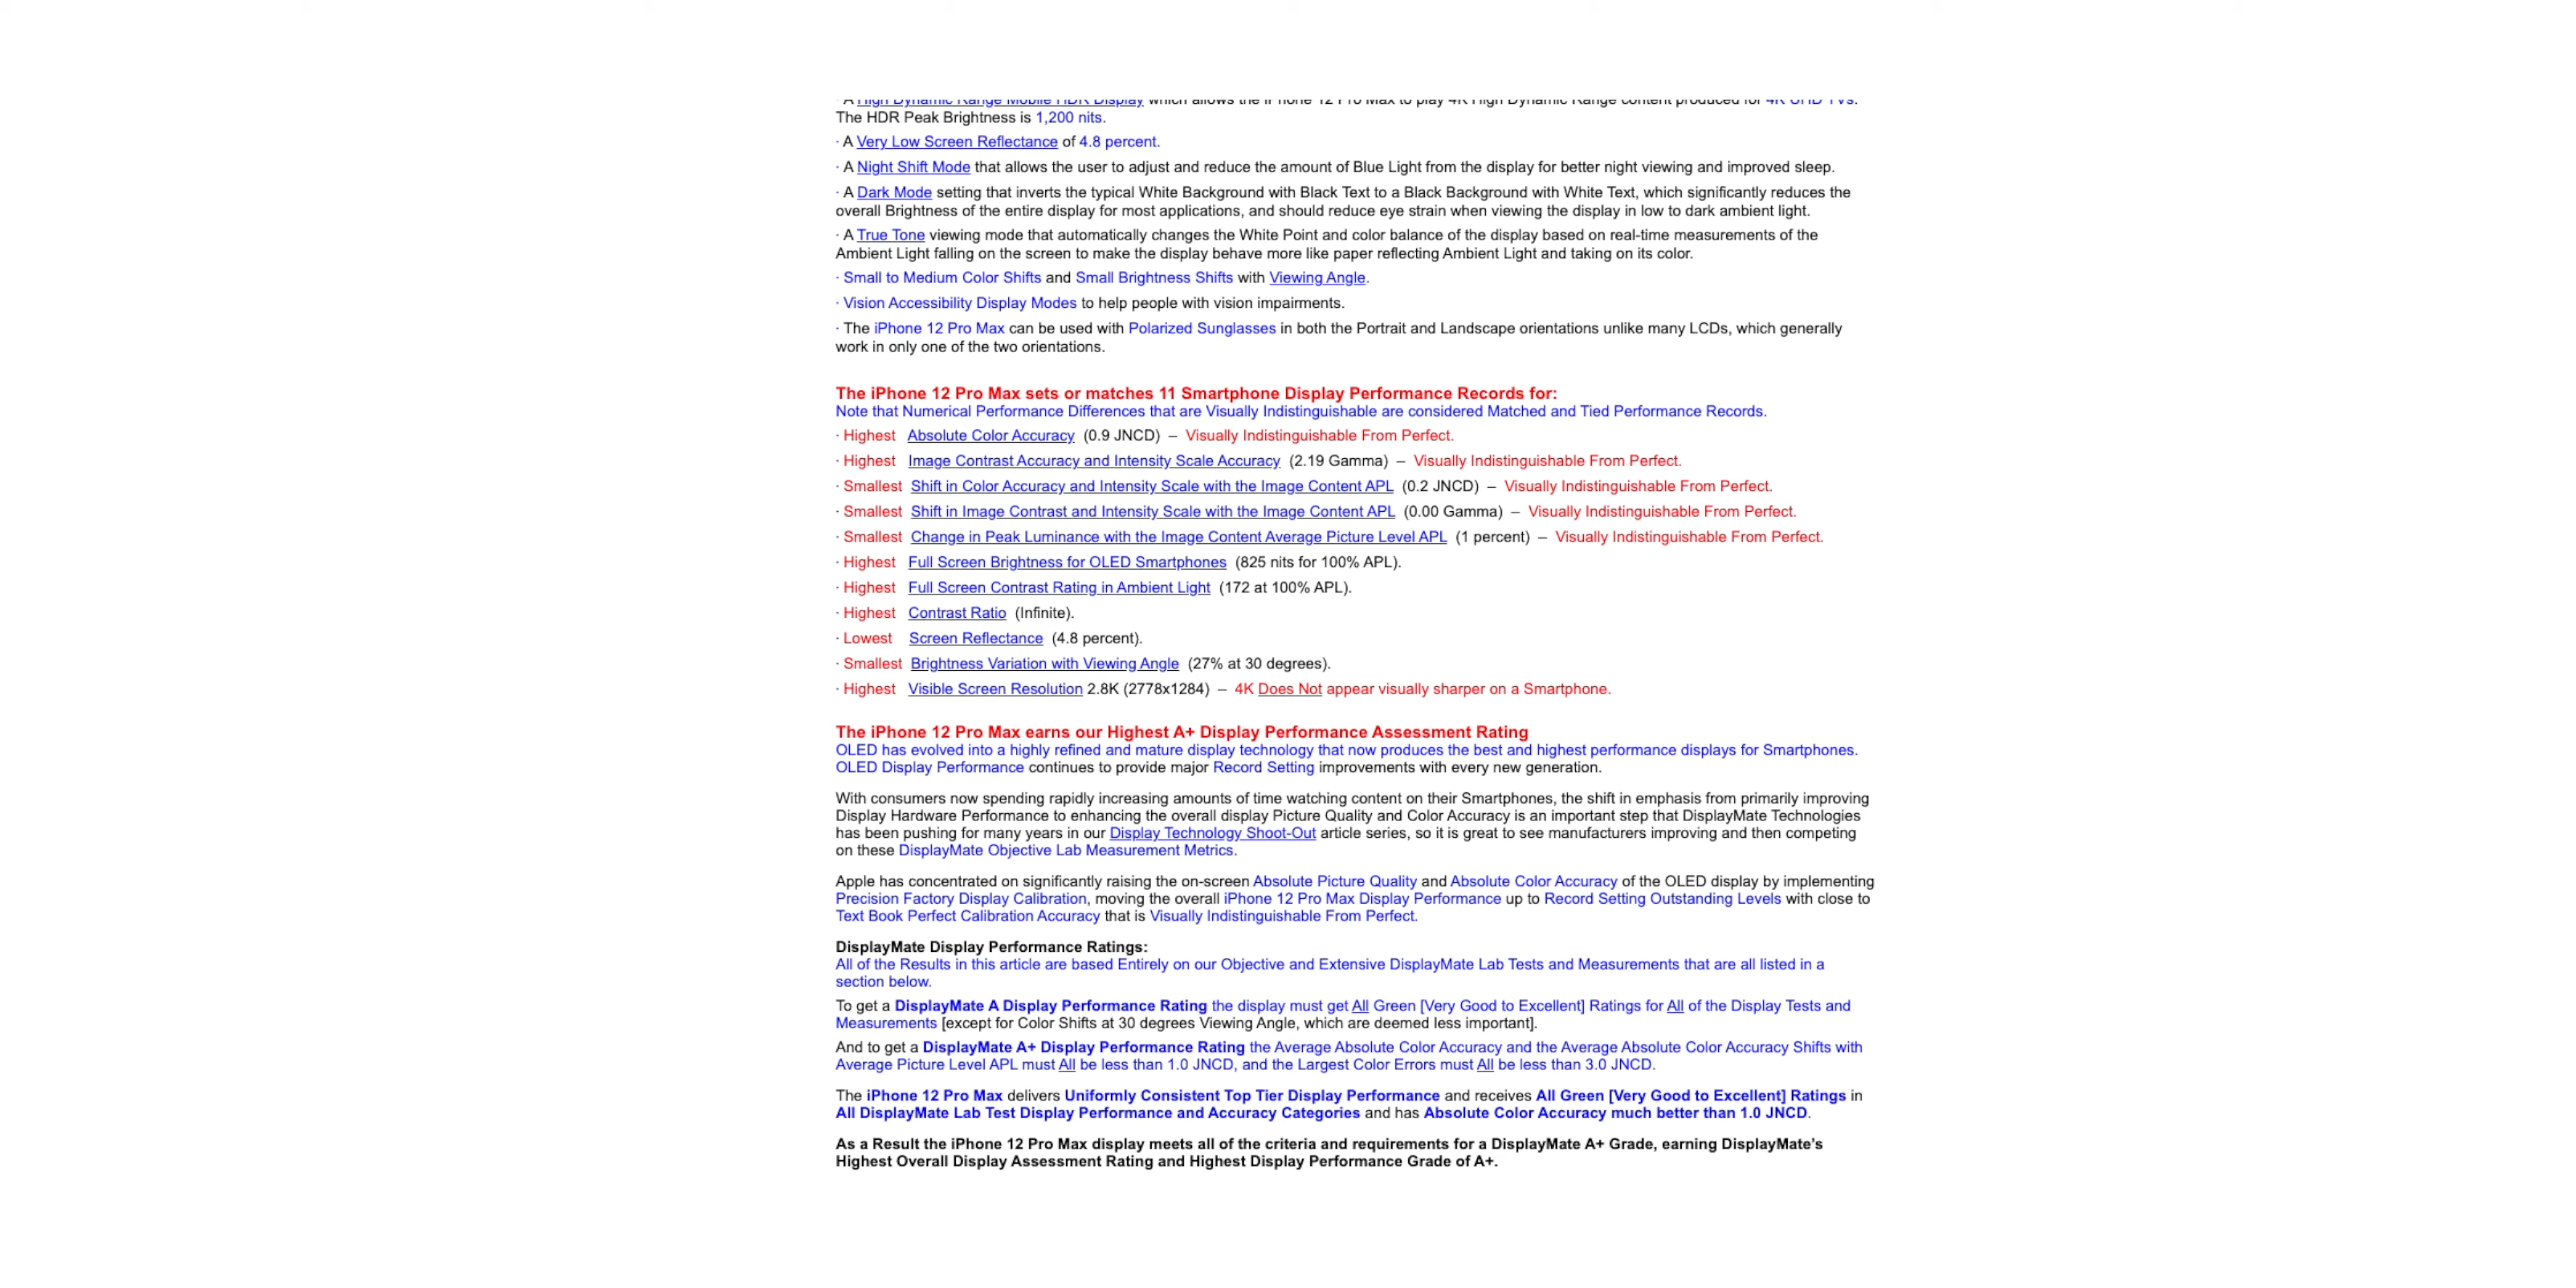 · A High Dynamic Range Mobile HDR Display which allows the iPhone 12 Pro Max to play 4K High Dynamic Range content produced for 4K UHD TVs.
The HDR Peak Brightness is 1,200 nits.
· A Very Low Screen Reflectance of 4.8 percent.
· A Night Shift Mode that allows the user to adjust and reduce the amount of Blue Light from the display for better night viewing and improved sleep.
· A Dark Mode setting that inverts the typical White Background with Black Text to a Black Background with White Text, which significantly reduces the
overall Brightness of the entire display for most applications, and should reduce eye strain when viewing the display in low to dark ambient light.
· A True Tone viewing mode that automatically changes the White Point and color balance of the display based on real-time measurements of the
Ambient Light falling on the screen to make the display behave more like paper reflecting Ambient Light and taking on its color.
· Small to Medium Color Shifts and Small Brightness Shifts with Viewing Angle.
· Vision Accessibility Display Modes to help people with vision impairments.
· The iPhone 12 Pro Max can be used with Polarized Sunglasses in both the Portrait and Landscape orientations unlike many LCDs, which generally
work in only one of the two orientations.
The iPhone 12 Pro Max sets or matches 11 Smartphone Display Performance Records for:
Note that Numerical Performance Differences that are Visually Indistinguishable are considered Matched and Tied Performance Records.
· Highest Absolute Color Accuracy (0.9 JNCD) – Visually Indistinguishable From Perfect.
· Highest Image Contrast Accuracy and Intensity Scale Accuracy (2.19 Gamma) – Visually Indistinguishable From Perfect.
· Smallest Shift in Color Accuracy and Intensity Scale with the Image Content APL (0.2 JNCD) – Visually Indistinguishable From Perfect.
· Smallest Shift in Image Contrast and Intensity Scale with the Image Content APL (0.00 Gamma) – Visually Indistinguishable From Perfect.
· Smallest Change in Peak Luminance with the Image Content Average Picture Level APL (1 percent) – Visually Indistinguishable From Perfect.
· Highest Full Screen Brightness for OLED Smartphones (825 nits for 100% APL).
· Highest Full Screen Contrast Rating in Ambient Light (172 at 100% APL).
· Highest Contrast Ratio (Infinite).
· Lowest Screen Reflectance (4.8 percent).
· Smallest Brightness Variation with Viewing Angle (27% at 30 degrees).
· Highest Visible Screen Resolution 2.8K (2778x1284) – 4K Does Not appear visually sharper on a Smartphone.
The iPhone 12 Pro Max earns our Highest A+ Display Performance Assessment Rating
OLED has evolved into a highly refined and mature display technology that now produces the best and highest performance displays for Smartphones.
OLED Display Performance continues to provide major Record Setting improvements with every new generation.
With consumers now spending rapidly increasing amounts of time watching content on their Smartphones, the shift in emphasis from primarily improving
Display Hardware Performance to enhancing the overall display Picture Quality and Color Accuracy is an important step that DisplayMate Technologies
has been pushing for many years in our Display Technology Shoot-Out article series, so it is great to see manufacturers improving and then competing
on these DisplayMate Objective Lab Measurement Metrics.
Apple has concentrated on significantly raising the on-screen Absolute Picture Quality and Absolute Color Accuracy of the OLED display by implementing
Precision Factory Display Calibration, moving the overall iPhone 12 Pro Max Display Performance up to Record Setting Outstanding Levels with close to
Text Book Perfect Calibration Accuracy that is Visually Indistinguishable From Perfect.
DisplayMate Display Performance Ratings:
All of the Results in this article are based Entirely on our Objective and Extensive DisplayMate Lab Tests and Measurements that are all listed in a
section below.
To get a DisplayMate A Display Performance Rating the display must get All Green [Very Good to Excellent] Ratings for All of the Display Tests and
Measurements [except for Color Shifts at 30 degrees Viewing Angle, which are deemed less important].
And to get a DisplayMate A+ Display Performance Rating the Average Absolute Color Accuracy and the Average Absolute Color Accuracy Shifts with
Average Picture Level APL must All be less than 1.0 JNCD, and the Largest Color Errors must All be less than 3.0 JNCD.
The iPhone 12 Pro Max delivers Uniformly Consistent Top Tier Display Performance and receives All Green [Very Good to Excellent] Ratings in
All DisplayMate Lab Test Display Performance and Accuracy Categories and has Absolute Color Accuracy much better than 1.0 JNCD.
As a Result the iPhone 12 Pro Max display meets all of the criteria and requirements for a DisplayMate A+ Grade, earning DisplayMate’s
Highest Overall Display Assessment Rating and Highest Display Performance Grade of A+.